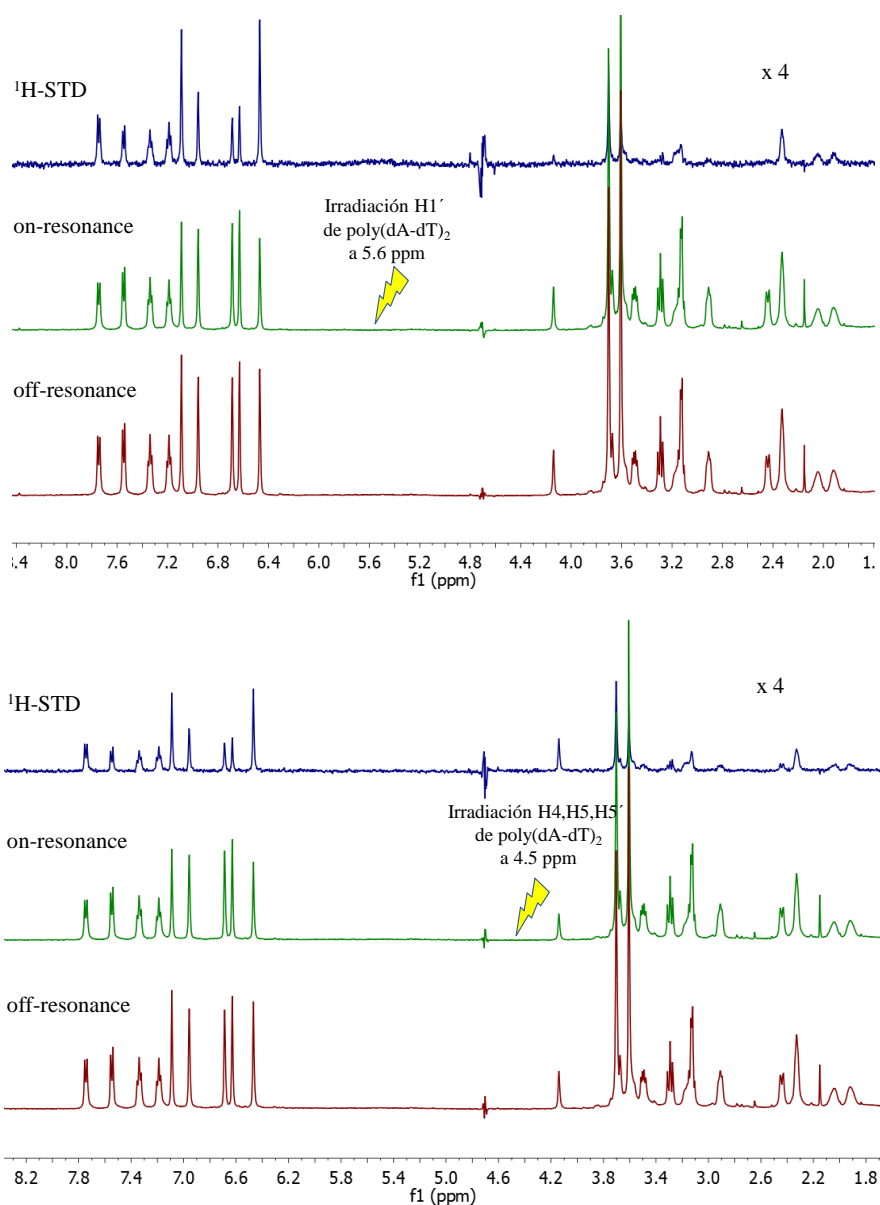 ¹H-STD
x 4
Irradiación H1´
de poly(dA-dT)₂
a 5.6 ppm
on-resonance
off-resonance
8.4 8.0 7.6 7.2 6.8 6.4 6.0 5.6 5.2 4.8 4.4 4.0 3.6 3.2 2.8 2.4 2.0 1.6
f1 (ppm)
¹H-STD
x 4
Irradiación H4,H5,H5´
de poly(dA-dT)₂
a 4.5 ppm
on-resonance
off-resonance
8.2 7.8 7.4 7.0 6.6 6.2 5.8 5.4 5.0 4.6 4.2 3.8 3.4 3.0 2.6 2.2 1.8
f1 (ppm)